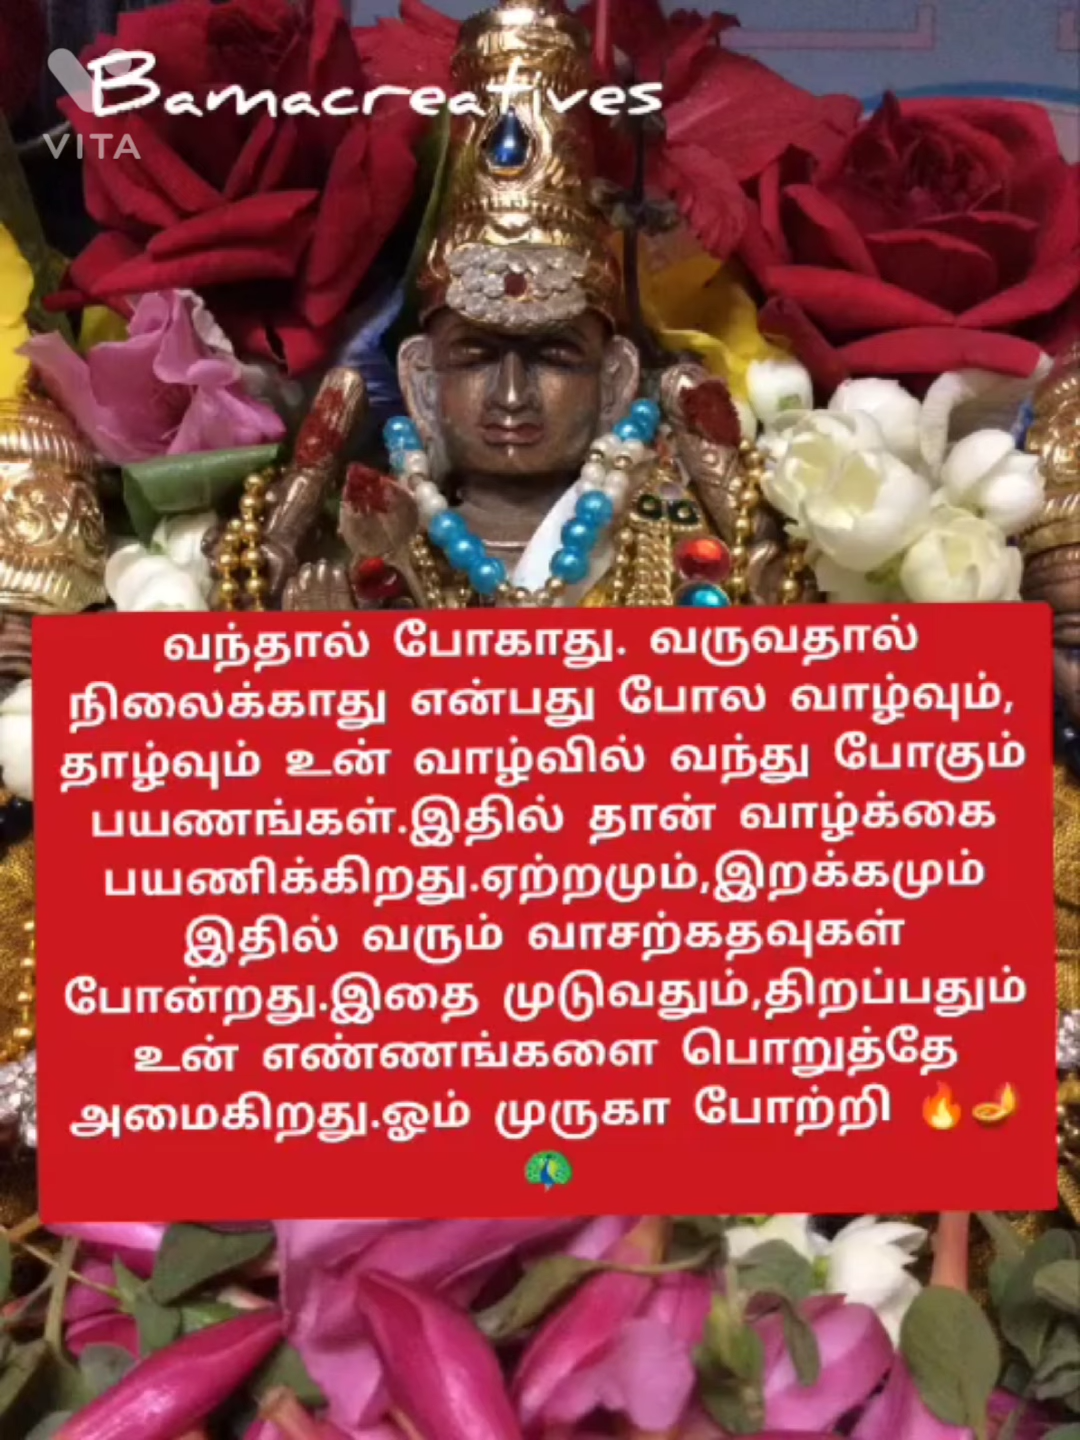 Bamacreatives
VITA
வந்தால் போகாது. வருவதால்
நிலைக்காது என்பது போல வாழ்வும்,
தாழ்வும் உன் வாழ்வில் வந்து போகும்
பயணங்கள்.இதில் தான் வாழ்க்கை
பயணிக்கிறது.ஏற்றமும்,இறக்கமும்
இதில் வரும் வாசற்கதவுகள்
போன்றது.இதை முடுவதும்,திறப்பதும்
உன் எண்ணங்களை பொறுத்தே
அமைகிறது.ஓம் முருகா போற்றி 🔥🪔
🦚